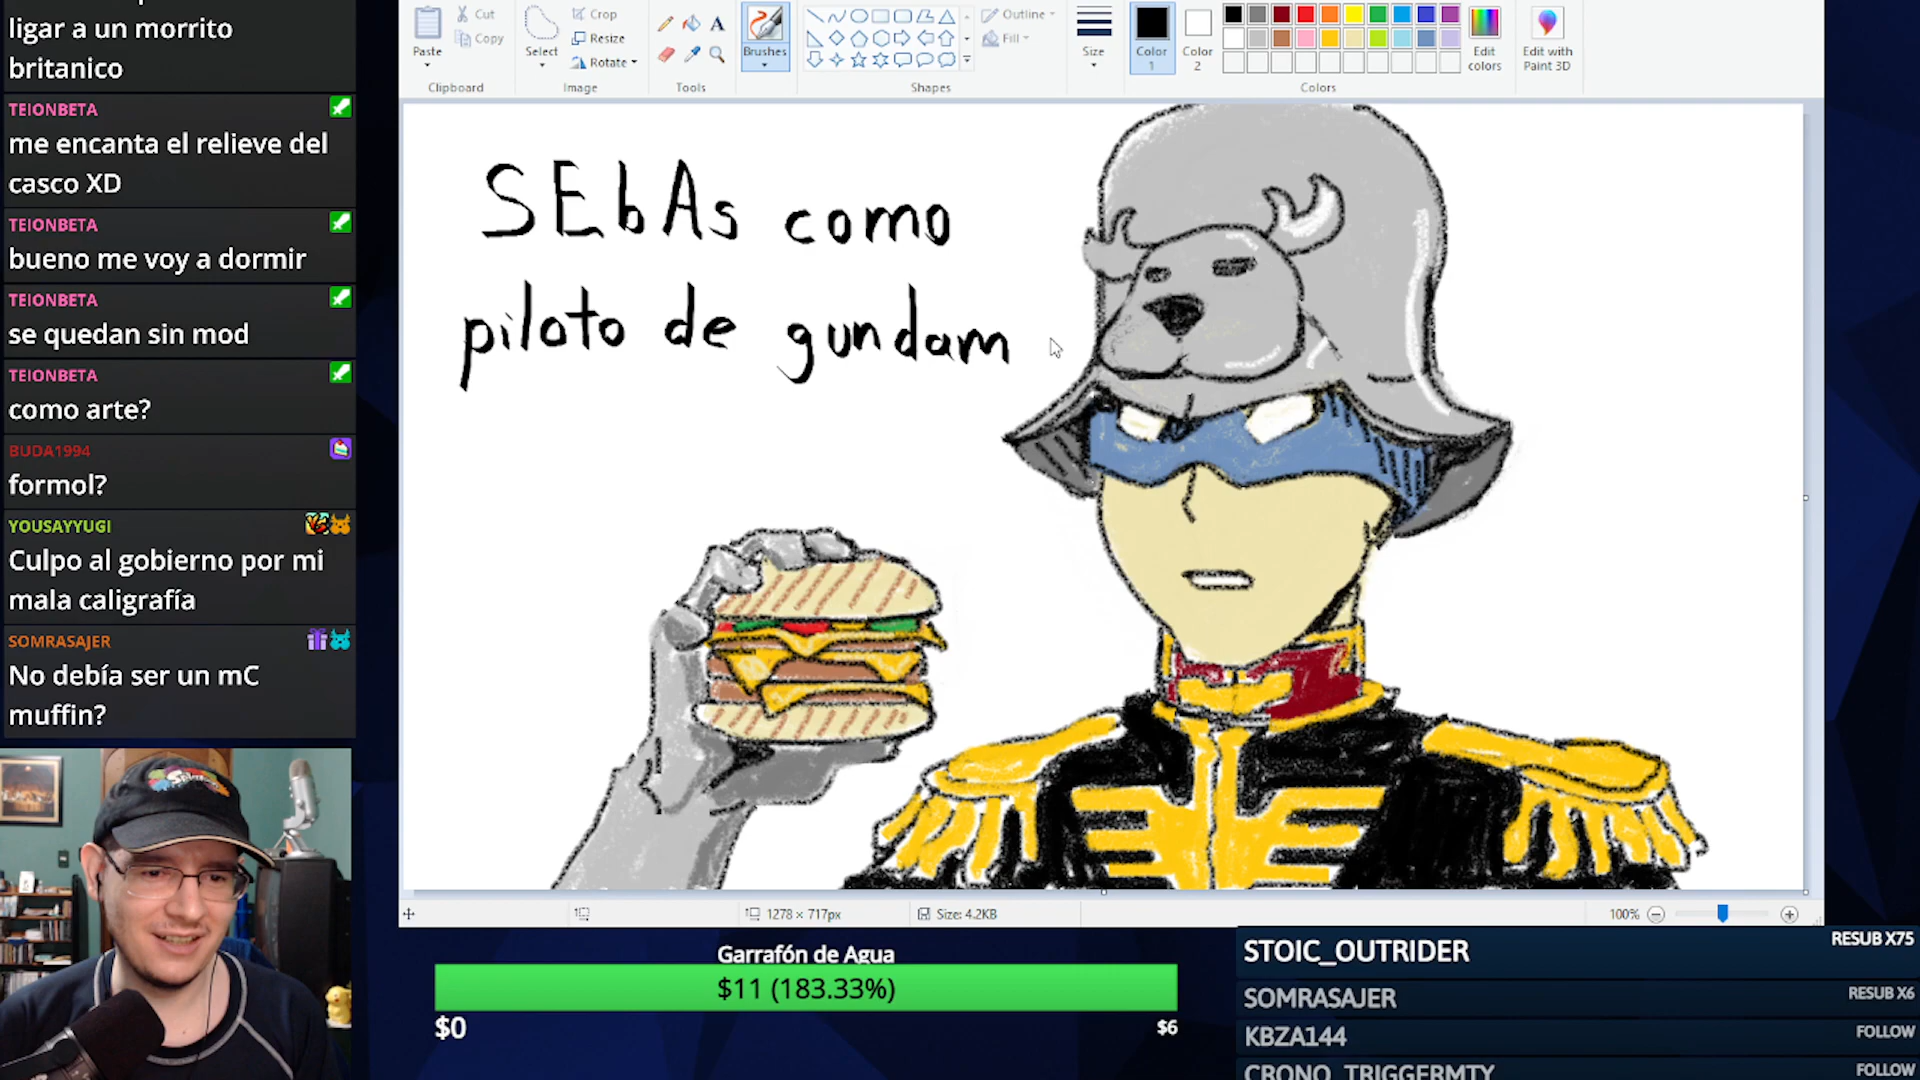 ligar a un morrito
britanico
TEIONBETA
me encanta el relieve del
casco XD
TEIONBETA
bueno me voy a dormir
TEIONBETA
se quedan sin mod
TEIONBETA
como arte?
BUDA1994
formol?
YOUSAYYUGI
Culpo al gobierno por mi
mala caligrafía
SOMRASAJER
No debía ser un mC
muffin?
Paste
Cut
Copy
Clipboard
Select
Crop
Resize
Rotate
Image
A
Tools
Brushes
Shapes
Outline
Fill
Size
Color
1
Color
2
Colors
Edit
colors
Edit with
Paint 3D
SEbAs como
piloto de gundam
1278 × 717px
Size: 4.2KB
100%
Garrafón de Agua
$11 (183.33%)
$0
$6
STOIC_OUTRIDER
RESUB X75
SOMRASAJER
RESUB X6
KBZA144
FOLLOW
CRONO_TRIGGERMTY
FOLLOW